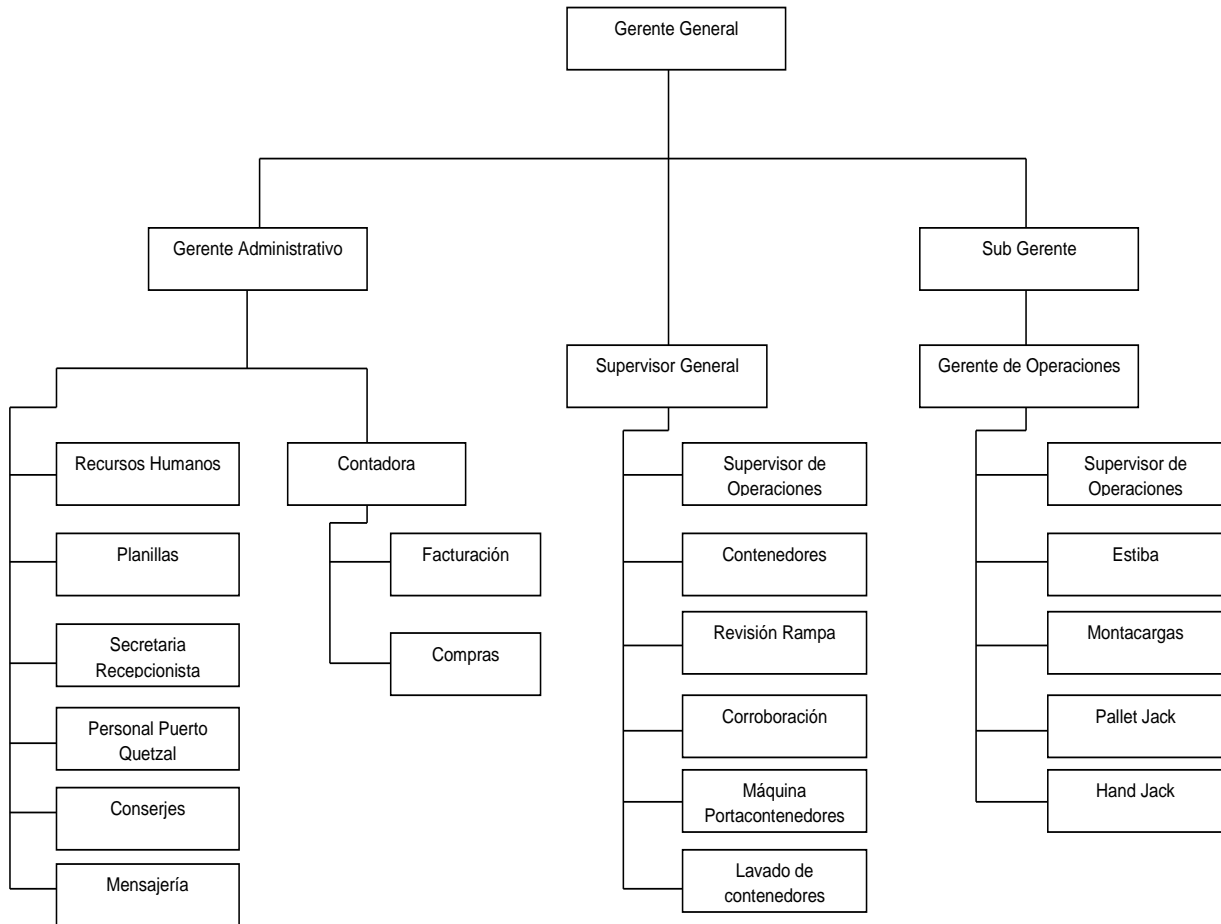 Gerente General
Gerente Administrativo
Sub Gerente
Supervisor General
Gerente de Operaciones
Recursos Humanos
Planillas
Secretaria
Recepcionista
Personal Puerto
Quetzal
Conserjes
Mensajería
Contadora
Facturación
Compras
Supervisor de
Operaciones
Contenedores
Revisión Rampa
Corroboración
Máquina
Portacontenedores
Lavado de
contenedores
Supervisor de
Operaciones
Estiba
Montacargas
Pallet Jack
Hand Jack